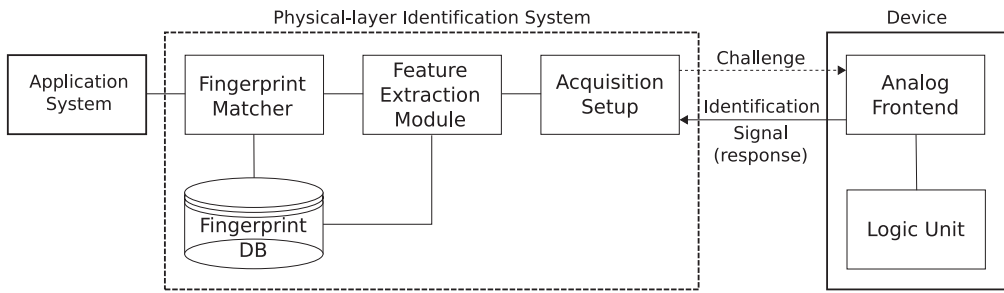 Physical-layer Identification System
Device
Application
System
Fingerprint
Matcher
Feature
Extraction
Module
Acquisition
Setup
Challenge
Identification
Signal
(response)
Analog
Frontend
Fingerprint
DB
Logic Unit